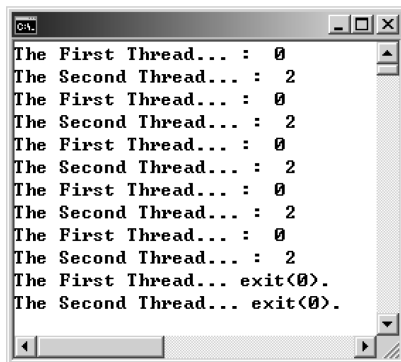 C:\.
The First Thread... :  0
The Second Thread... :  2
The First Thread... :  0
The Second Thread... :  2
The First Thread... :  0
The Second Thread... :  2
The First Thread... :  0
The Second Thread... :  2
The First Thread... :  0
The Second Thread... :  2
The First Thread... exit(0).
The Second Thread... exit(0).